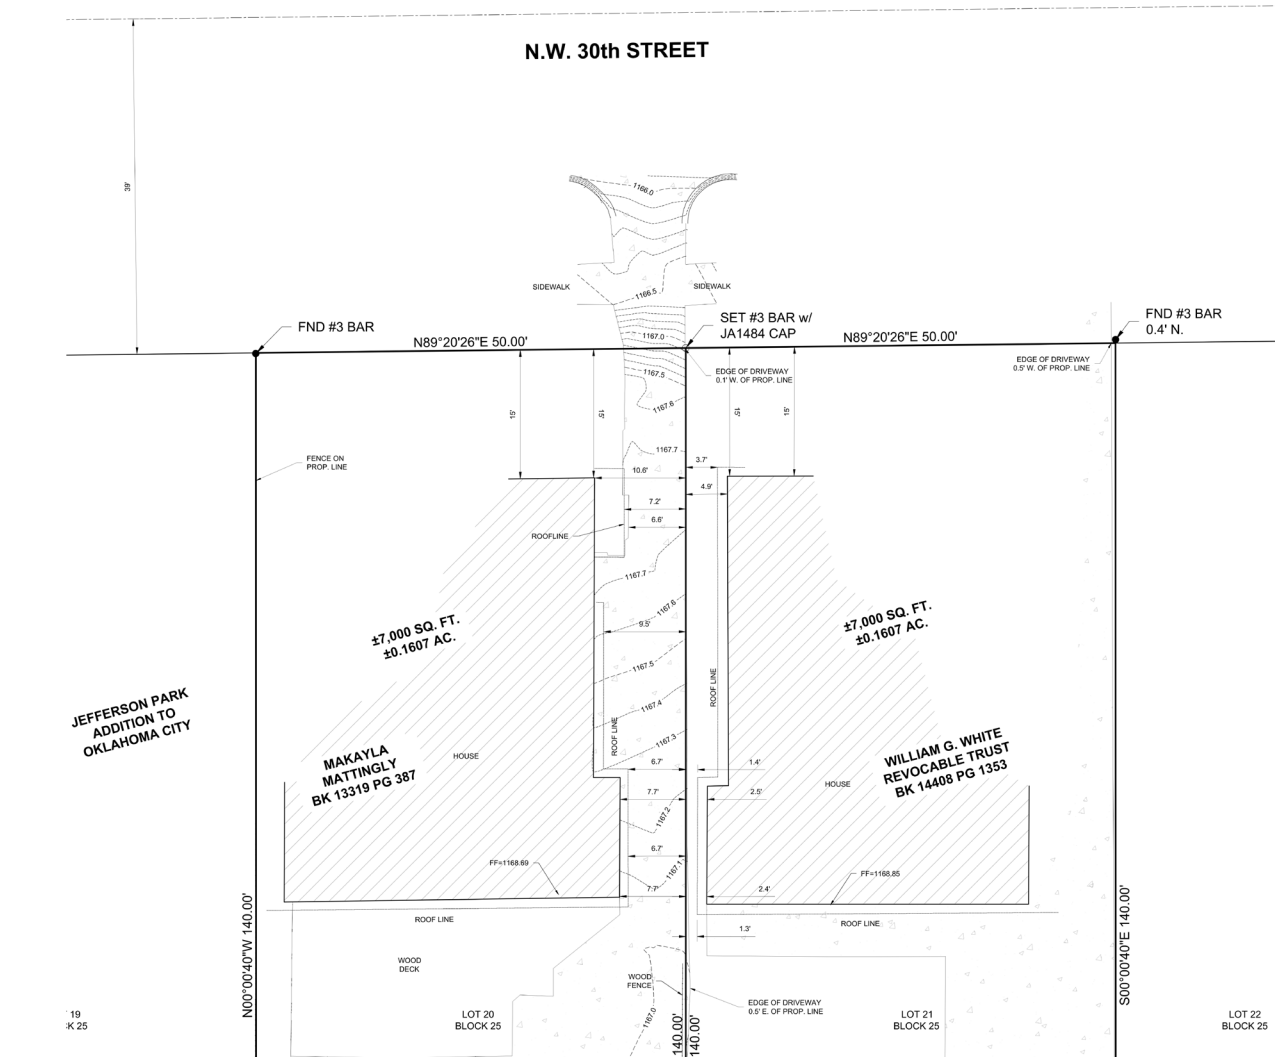 N.W. 30th STREET
39'
1166.0
SIDEWALK
1166.5
SIDEWALK
FND #3 BAR
N89°20'26"E 50.00'
1167.0
SET #3 BAR w/
JA1484 CAP
N89°20'26"E 50.00'
FND #3 BAR
0.4' N.
EDGE OF DRIVEWAY
0.5' W. OF PROP. LINE
1167.5
EDGE OF DRIVEWAY
0.1' W. OF PROP. LINE
15'
15'
1167.6
15'
15'
FENCE ON
PROP. LINE
1167.7
3.7'
10.6'
4.9'
7.2'
6.6'
ROOFLINE
1167.7
1167.6
9.5'
±7,000 SQ. FT.
±0.1607 AC.
±7,000 SQ. FT.
±0.1607 AC.
1167.5
ROOF LINE
1167.4
JEFFERSON PARK
ADDITION TO
OKLAHOMA CITY
ROOF LINE
1167.3
MAKAYLA
MATTINGLY
BK 13319 PG 387
HOUSE
6.7'
1.4'
WILLIAM G. WHITE
REVOCABLE TRUST
BK 14408 PG 1353
HOUSE
7.7'
2.5'
1167.2
6.7'
FF=1168.69
1167.1
FF=1168.85
7.7'
2.4'
ROOF LINE
1.3'
ROOF LINE
N00°00'40"W 140.00'
S00°00'40"E 140.00'
WOOD
DECK
WOOD
FENCE
EDGE OF DRIVEWAY
0.5' E. OF PROP. LINE
1167.0
19
K 25
LOT 20
BLOCK 25
140.00'
140.00'
LOT 21
BLOCK 25
LOT 22
BLOCK 25